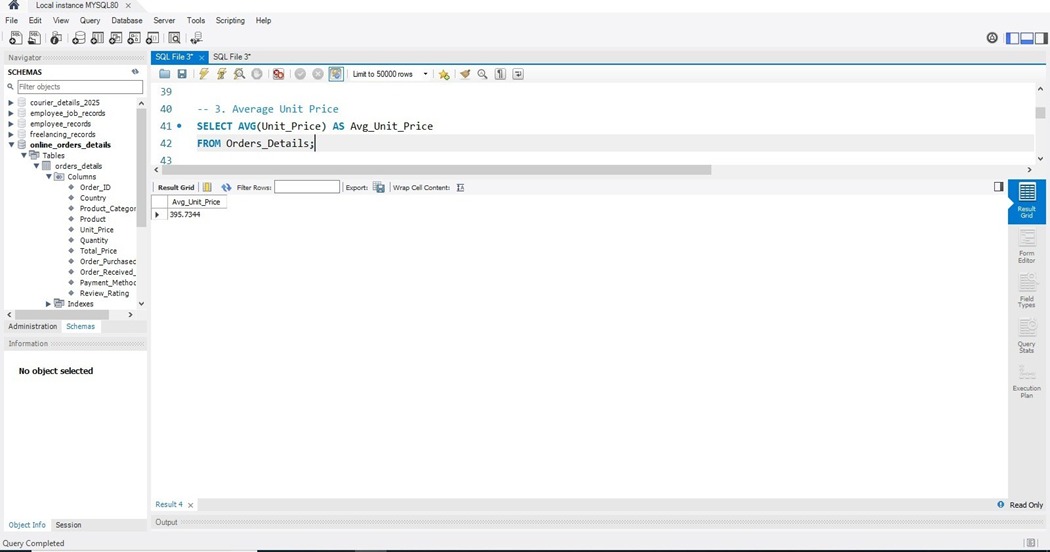 Local instance MYSQL80 ×
File Edit View Query Database Server Tools Scripting Help
Navigator
SCHEMAS
Filter objects
courier_details_2025
employee_job_records
employee_records
freelancing_records
online_orders_details
Tables
orders_details
Columns
Order_ID
Country
Product_Categor
Product
Unit_Price
Quantity
Total_Price
Order_Purchased
Order_Received_
Payment_Method
Review_Rating
Indexes
Administration Schemas
Information
No object selected
Object Info Session
Query Completed
SQL File 3* × SQL File 3*
Limit to 50000 rows
39
40 -- 3. Average Unit Price
41 SELECT AVG(Unit_Price) AS Avg_Unit_Price
42 FROM Orders_Details;
43
Result Grid Filter Rows: Export: Wrap Cell Content:
Avg_Unit_Price
395.7344
Result
Grid
Form
Editor
Field
Types
Query
Stats
Execution
Plan
Result 4 × Read Only
Output